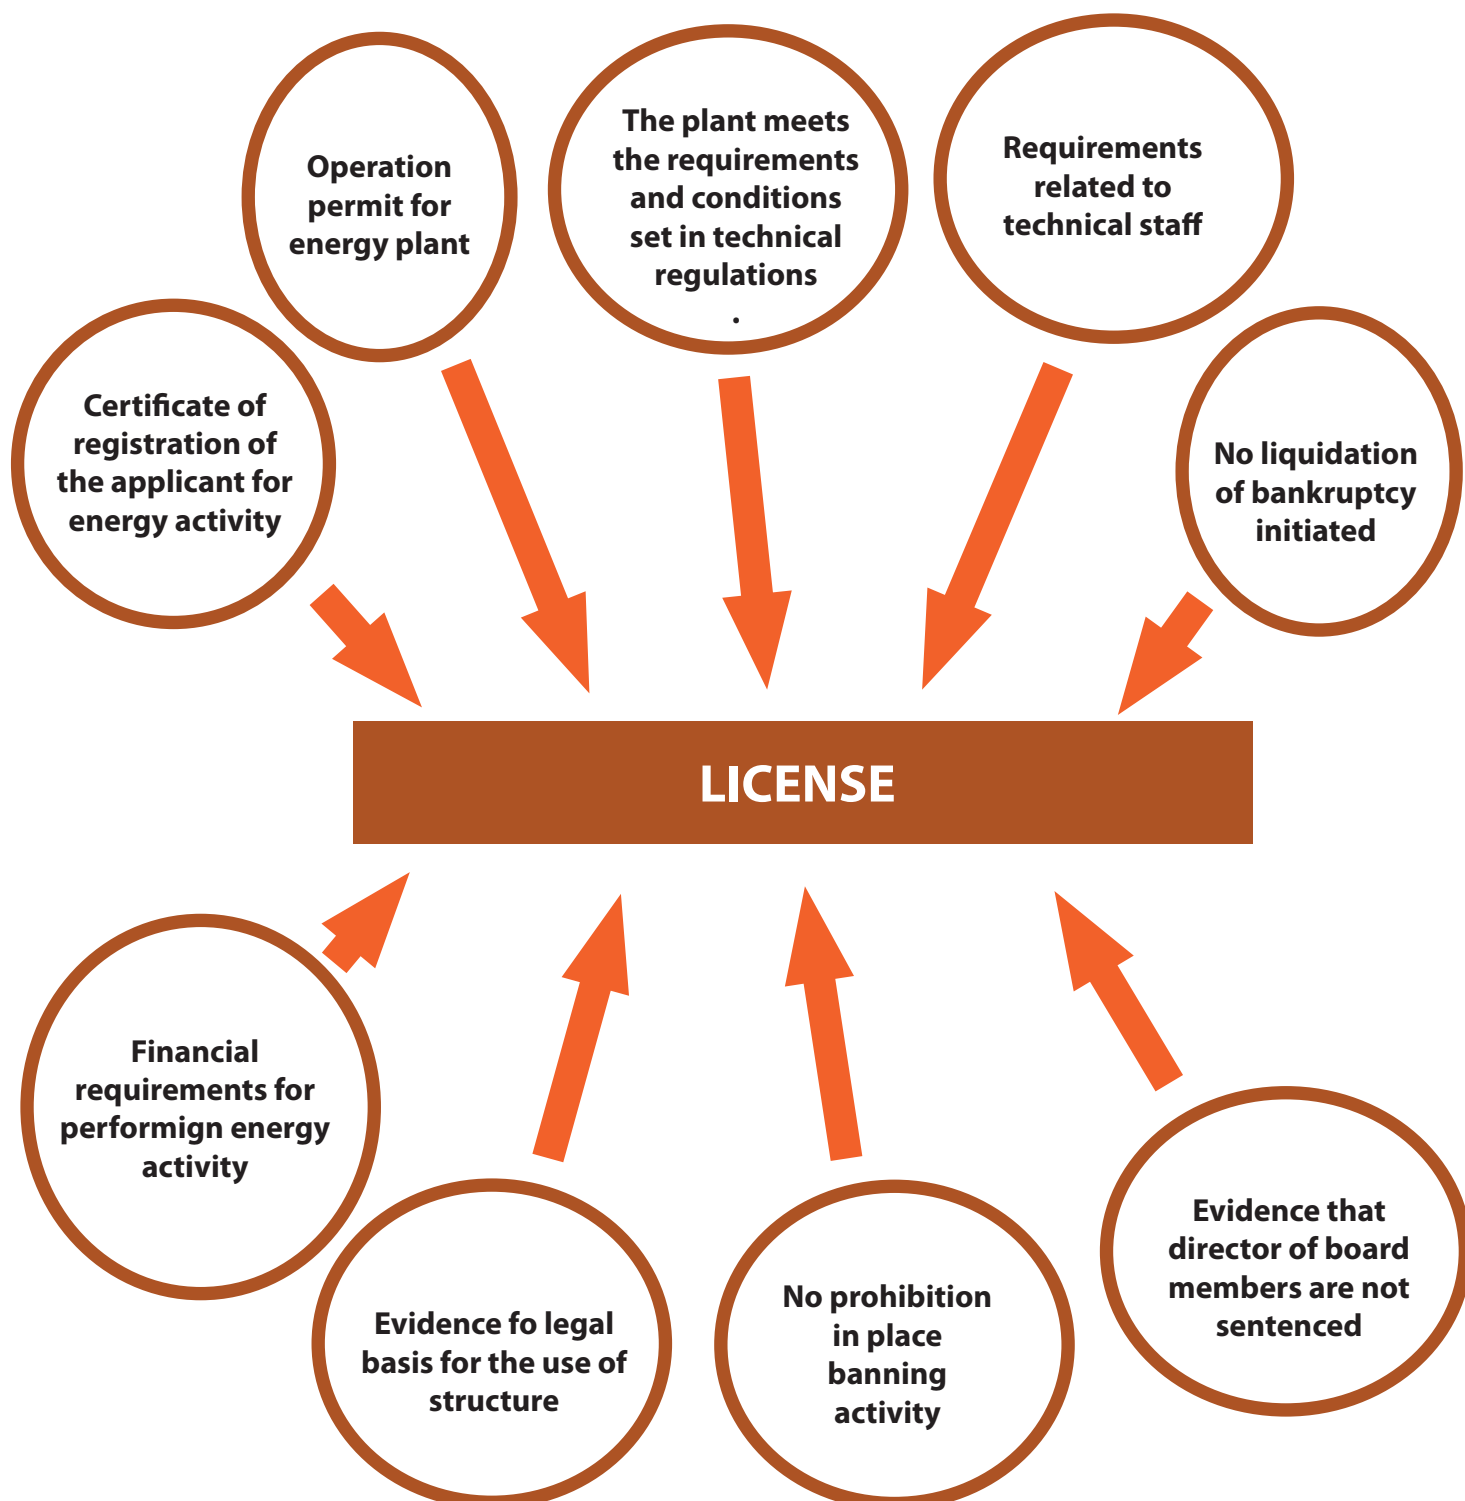 Operation
permit for
energy plant
The plant meets
the requirements
and conditions
set in technical
regulations
.
Requirements
related to
technical staff
Certificate of
registration of
the applicant for
energy activity
No liquidation
of bankruptcy
initiated
LICENSE
Financial
requirements for
performign energy
activity
Evidence fo legal
basis for the use of
structure
No prohibition
in place
banning
activity
Evidence that
director of board
members are not
sentenced